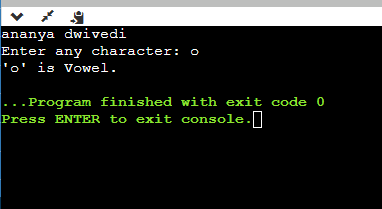 ananya dwivedi
Enter any character: o
'o' is Vowel.
...Program finished with exit code 0
Press ENTER to exit console.